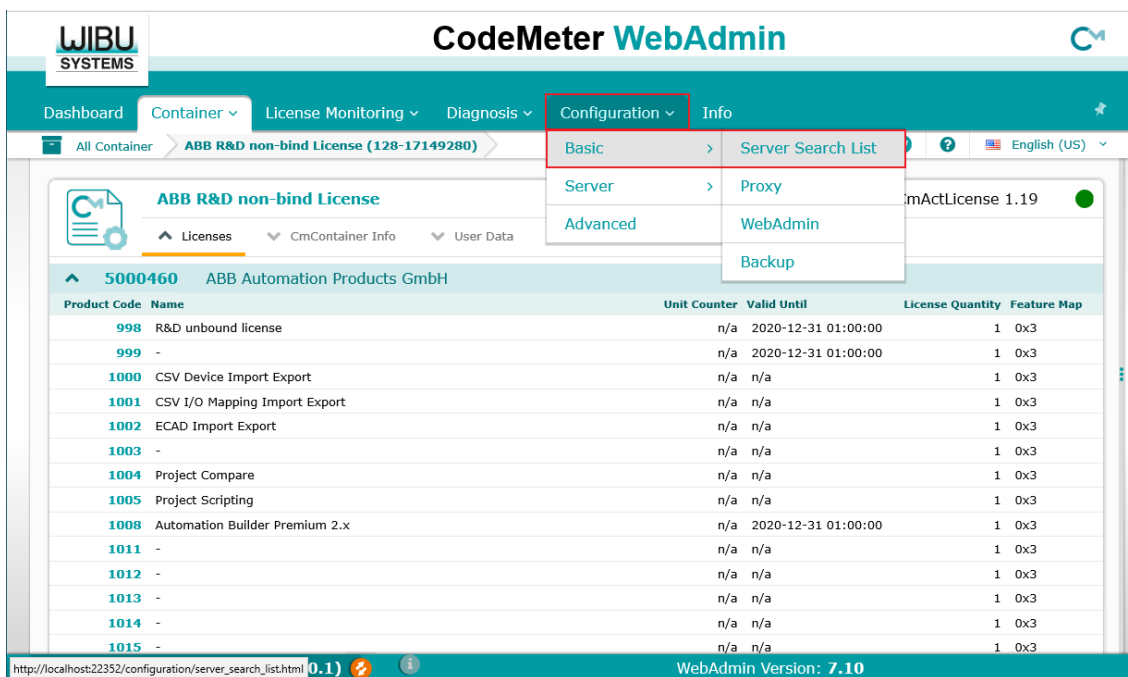 WIBU
SYSTEMS
CodeMeter WebAdmin
CM
Dashboard Container License Monitoring Diagnosis Configuration Info
All Container ABB R&D non-bind License (128-17149280) English (US)
Basic Server Search List
Server Proxy
Advanced WebAdmin
Backup
ABB R&D non-bind License CmActLicense 1.19
Licenses CmContainer Info User Data
5000460 ABB Automation Products GmbH
Product Code Name Unit Counter Valid Until License Quantity Feature Map
998 R&D unbound license n/a 2020-12-31 01:00:00 1 0x3
999 - n/a 2020-12-31 01:00:00 1 0x3
1000 CSV Device Import Export n/a n/a 1 0x3
1001 CSV I/O Mapping Import Export n/a n/a 1 0x3
1002 ECAD Import Export n/a n/a 1 0x3
1003 - n/a n/a 1 0x3
1004 Project Compare n/a n/a 1 0x3
1005 Project Scripting n/a n/a 1 0x3
1008 Automation Builder Premium 2.x n/a 2020-12-31 01:00:00 1 0x3
1011 - n/a n/a 1 0x3
1012 - n/a n/a 1 0x3
1013 - n/a n/a 1 0x3
1014 - n/a n/a 1 0x3
1015 - n/a n/a 1 0x3
http://localhost:22352/configuration/server_search_list.html 0.1) WebAdmin Version: 7.10